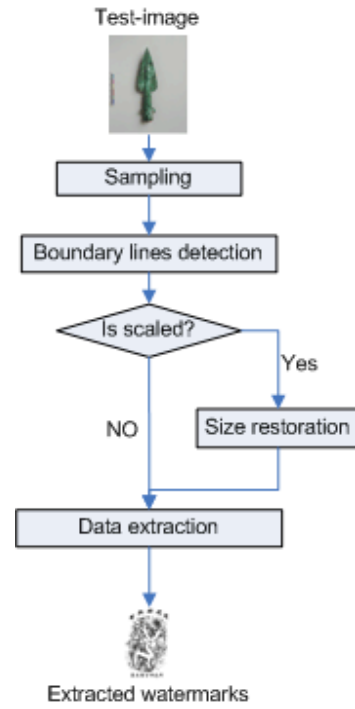 Test-image
Sampling
Boundary lines detection
Is scaled?
Yes
NO
Size restoration
Data extraction
Extracted watermarks